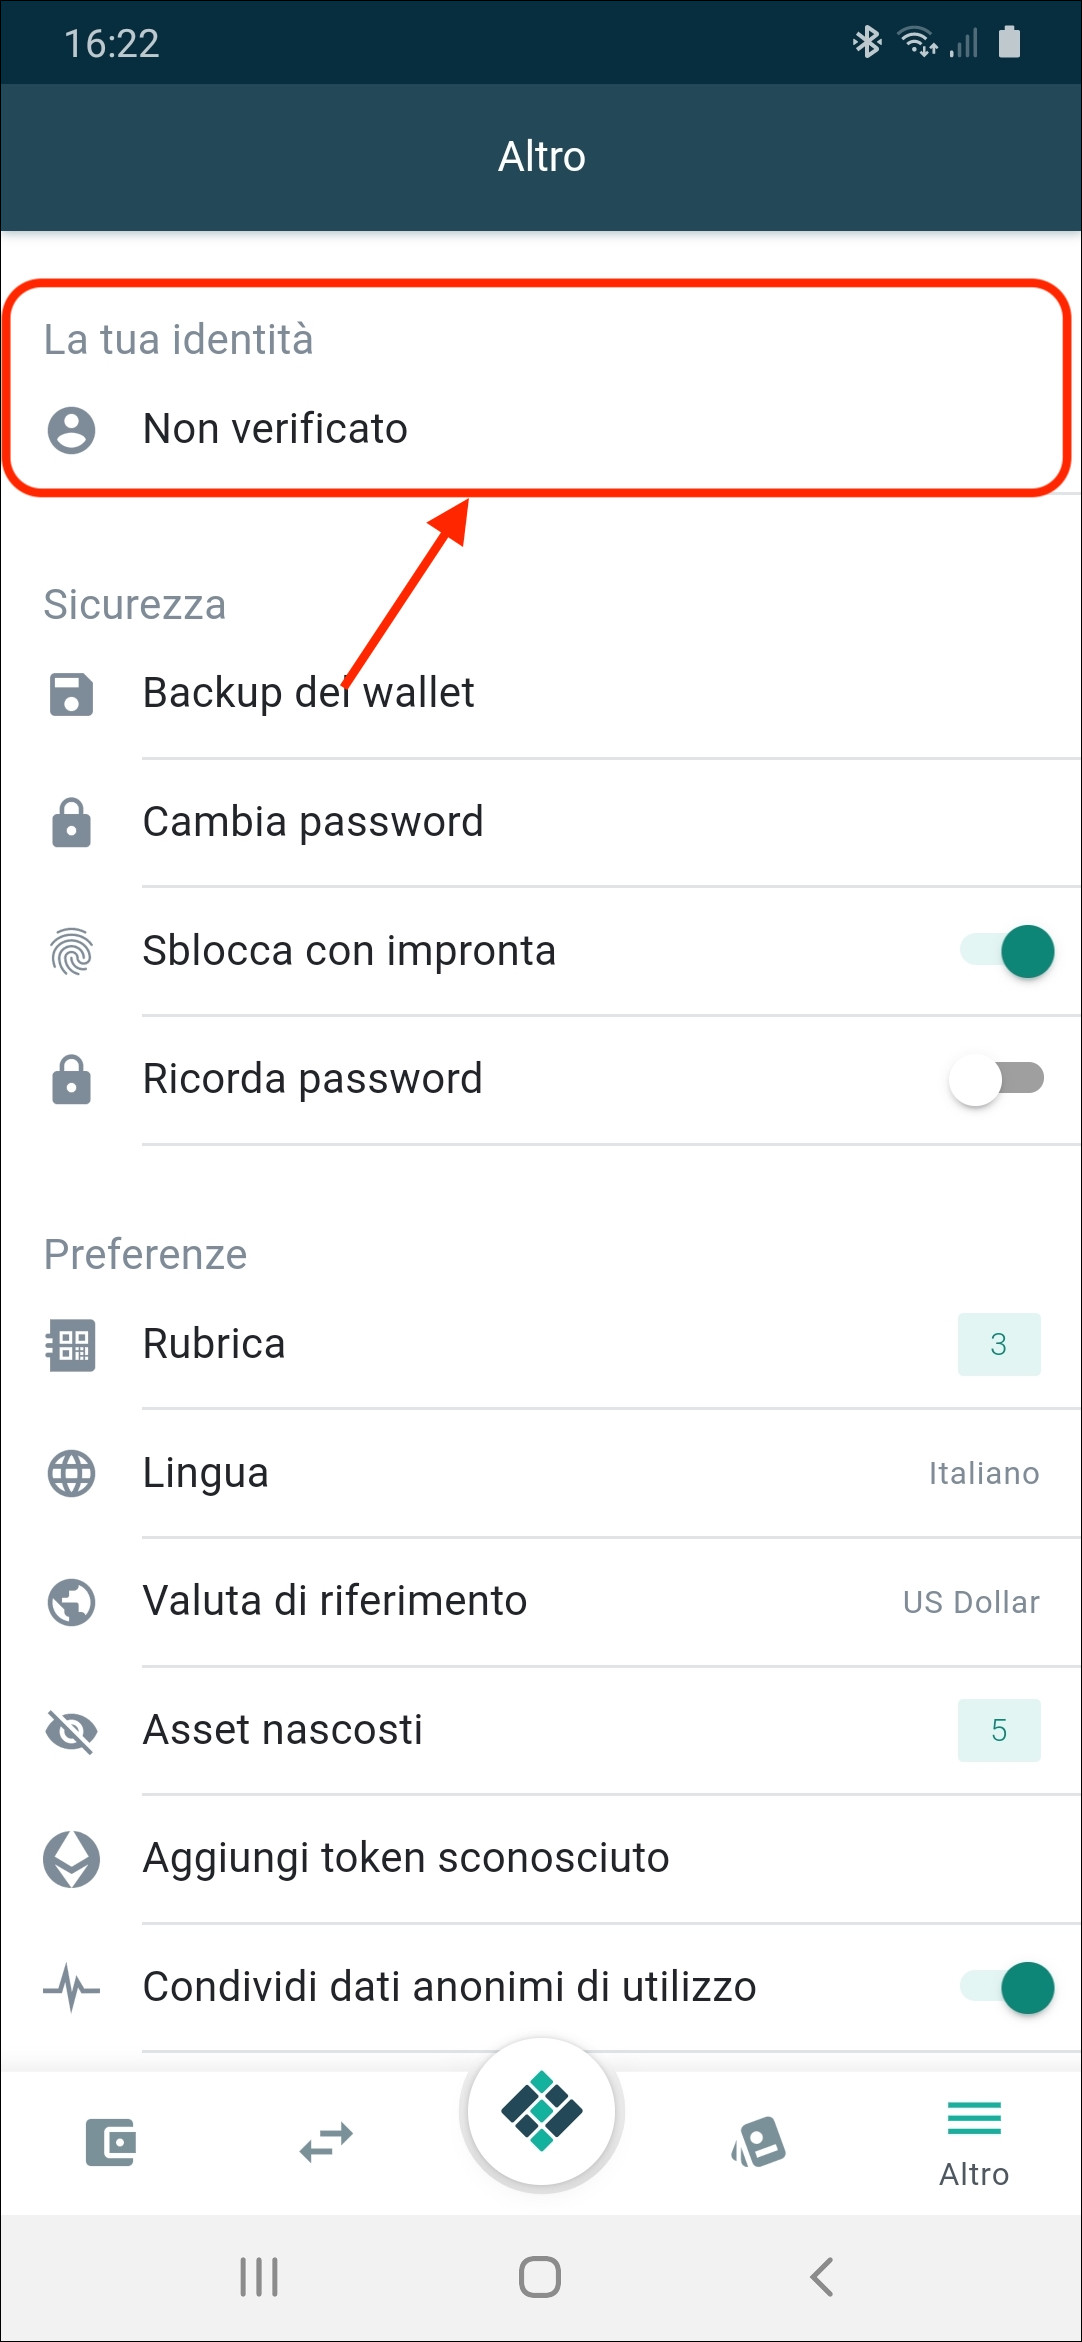 16:22
Altro
La tua identità
Non verificato
Sicurezza
Backup del wallet
Cambia password
Sblocca con impronta
Ricorda password
Preferenze
Rubrica
3
Lingua
Italiano
Valuta di riferimento
US Dollar
Asset nascosti
5
Aggiungi token sconosciuto
Condividi dati anonimi di utilizzo
Altro